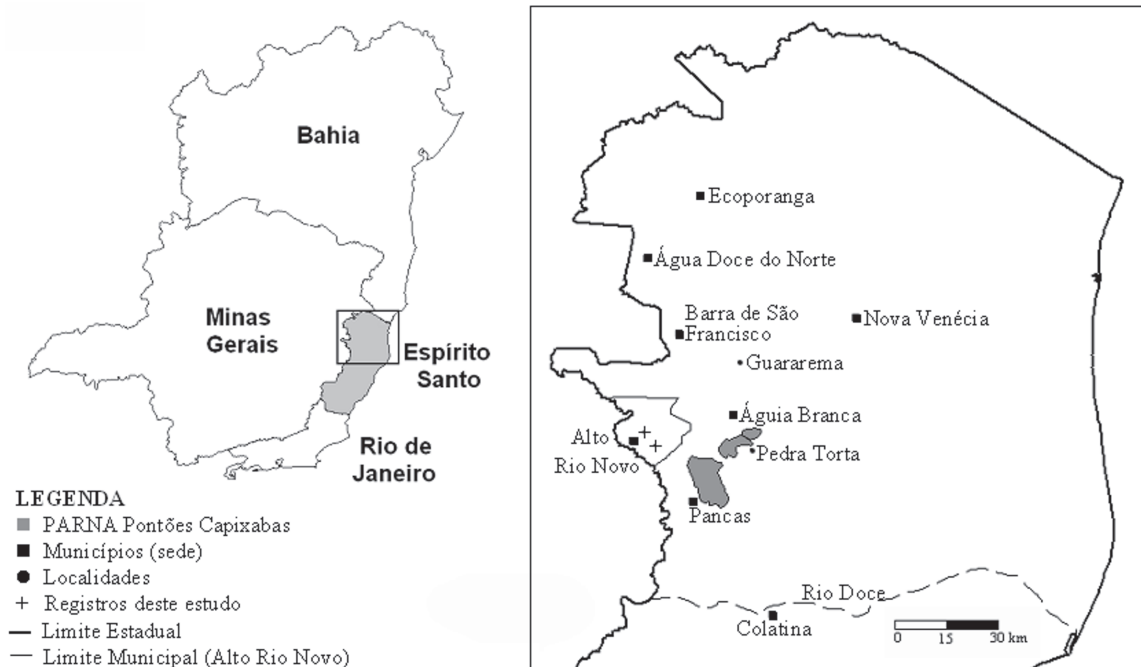 Bahia
Minas
Gerais
Espírito
Santo
Rio de
Janeiro
LEGENDA
PARNA Pontões Capixabas
Municípios (sede)
Localidades
Registros deste estudo
Limite Estadual
Limite Municipal (Alto Rio Novo)
Ecoporanga
Água Doce do Norte
Barra de São
Francisco
Nova Venécia
Guararema
Águia Branca
Alto
Rio Novo
Pedra Torta
Pancas
Rio Doce
Colatina
0 15 30 km